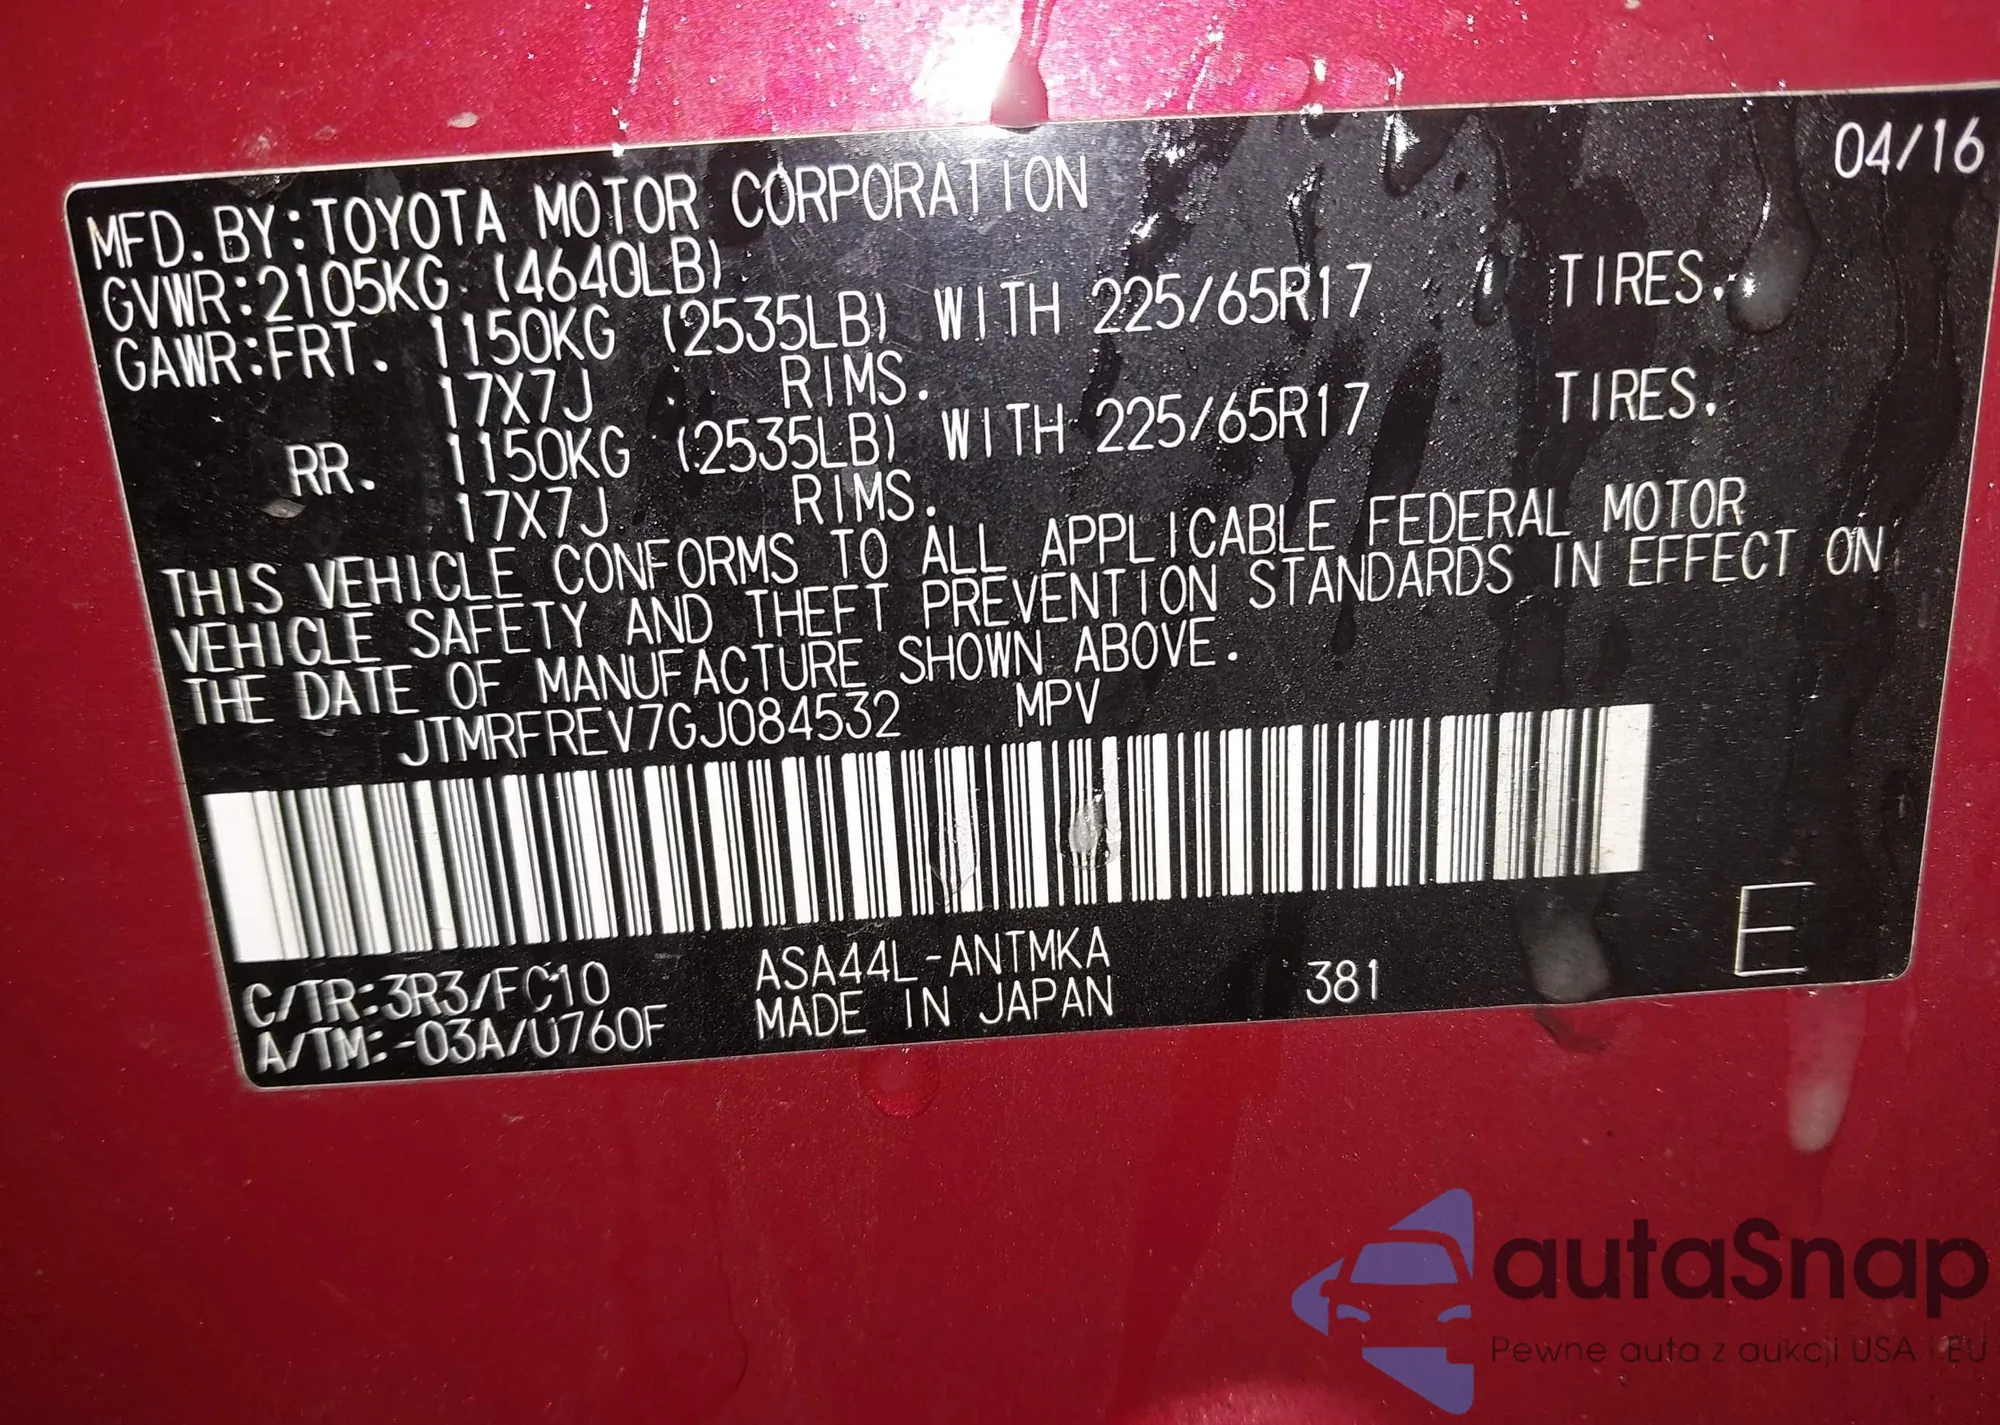 04/16
MFD. BY: TOYOTA MOTOR CORPORATION
GVWR: 2105KG (4640LB)
GAWR: FRT. 1150KG (2535LB) WITH 225/65R17 TIRES.
17X7J RIMS.
RR. 1150KG (2535LB) WITH 225/65R17 TIRES.
17X7J RIMS.
THIS VEHICLE CONFORMS TO ALL APPLICABLE FEDERAL MOTOR
VEHICLE SAFETY AND THEFT PREVENTION STANDARDS IN EFFECT ON
THE DATE OF MANUFACTURE SHOWN ABOVE.
JTMRFREV7GJ084532 MPV
C/TR: 3R3/FC10 ASA44L-ANTMKA 381 E
A/TM: -03A/U760F MADE IN JAPAN
autaSnap
Pewne auta z aukcji USA i EU